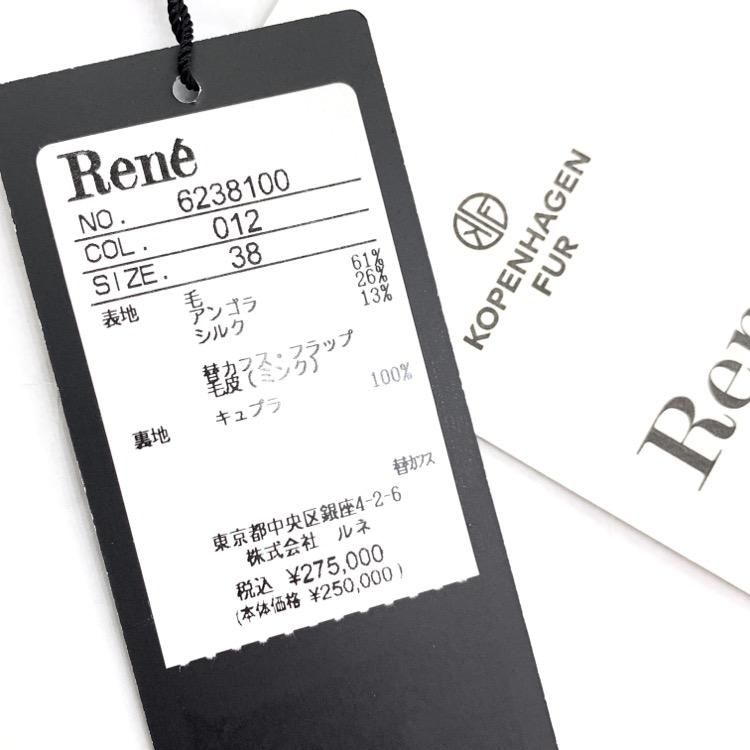 René
NO. 6238100
COL. 012
SIZE. 38
表地 毛 61%
アンゴラ 26%
シルク 13%
替カフス・フラップ
毛皮(ミンク)
裏地 キュプラ 100%
替カフス
東京都中央区銀座4-2-6
株式会社 ルネ
税込 ¥275,000
(本体価格 ¥250,000)
KOPENHAGEN
FUR
Ren